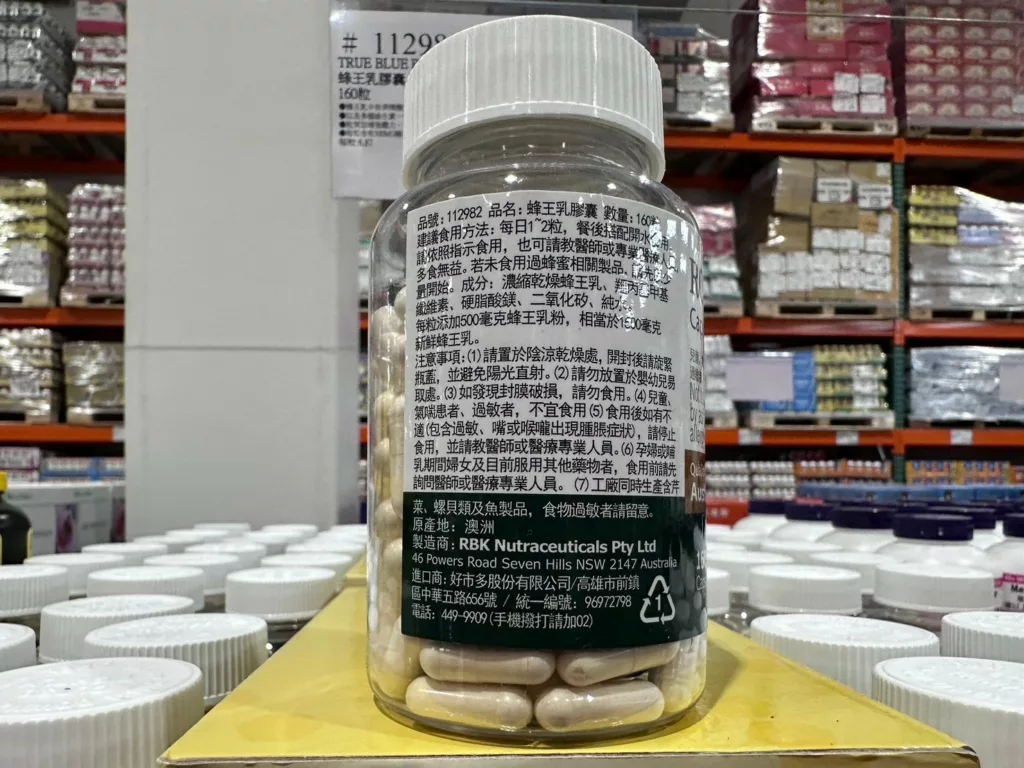 # 11298
TRUE BLUE
蜂王乳膠囊
160粒
品號: 112982 品名: 蜂王乳膠囊 數量: 160粒
建議食用方法: 每日1~2粒, 餐後搭配開水
請依照指示食用, 也可請教醫師或專業醫療人
多食無益。若未食用過蜂蜜相關製品,
量開始。成分: 濃縮乾燥蜂王乳、羥丙基甲基
纖維素、硬脂酸鎂、二氧化矽、純水
每粒添加500毫克蜂王乳粉, 相當於1600毫克
新鮮蜂王乳。
注意事項: (1) 請置於陰涼乾燥處, 開封後請旋緊
瓶蓋, 並避免陽光直射。(2) 請勿放置於嬰幼兒易
取處。(3) 如發現封膜破損, 請勿食用。(4) 兒童、
氣喘患者、過敏者, 不宜食用 (5) 食用後如有不
適 (包含過敏、嘴或喉嚨出現腫脹症狀), 請停止
食用, 並請教醫師或醫療專業人員。(6) 孕婦或哺
乳期間婦女及目前服用其他藥物者, 食用前請先
詢問醫師或醫療專業人員。 (7) 工廠同時生產含芹
菜、螺貝類及魚製品, 食物過敏者請留意。
原產地: 澳洲
製造商: RBK Nutraceuticals Pty Ltd
46 Powers Road Seven Hills NSW 2147 Australia
進口商: 好市多股份有限公司/高雄市前鎮
區中華五路656號 / 統一編號: 96972798
電話: 449-9909 (手機撥打請加02)
1